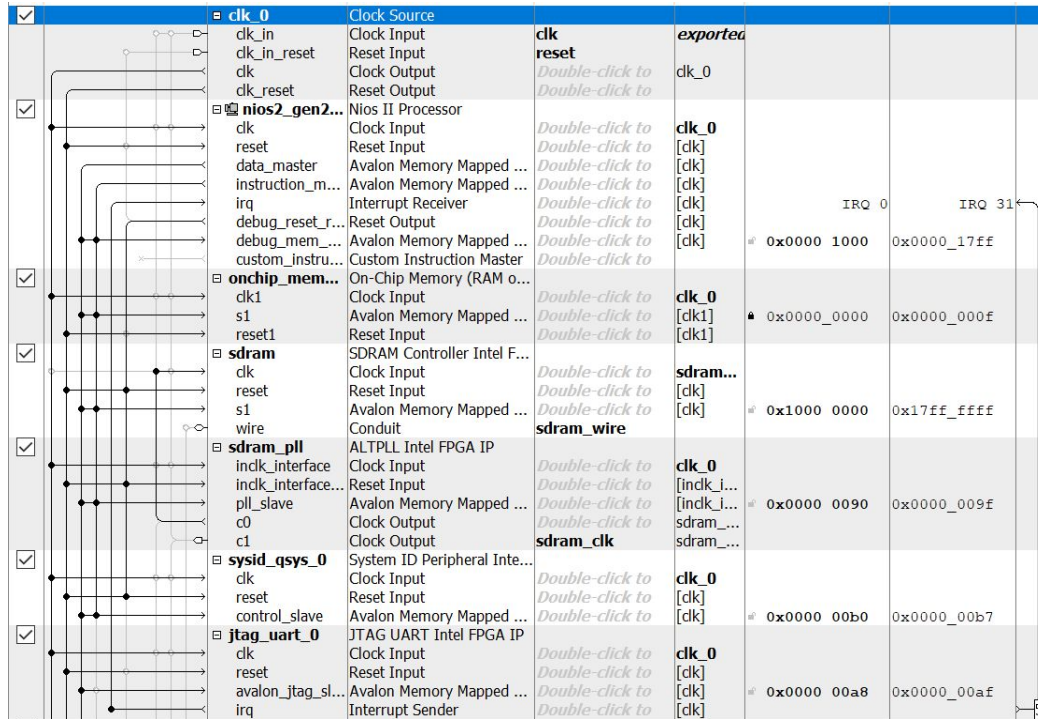 clk_0 Clock Source
clk_in Clock Input clk exported
clk_in_reset Reset Input reset
clk Clock Output Double-click to clk_0
clk_reset Reset Output Double-click to
nios2_gen2... Nios II Processor
clk Clock Input Double-click to clk_0
reset Reset Input Double-click to [clk]
data_master Avalon Memory Mapped ... Double-click to [clk]
instruction_m... Avalon Memory Mapped ... Double-click to [clk]
irq Interrupt Receiver Double-click to [clk] IRQ 0 IRQ 31
debug_reset_r... Reset Output Double-click to [clk]
debug_mem_... Avalon Memory Mapped ... Double-click to [clk] 0x0000 1000 0x0000_17ff
custom_instru... Custom Instruction Master Double-click to
onchip_mem... On-Chip Memory (RAM o...
clk1 Clock Input Double-click to clk_0
s1 Avalon Memory Mapped ... Double-click to [clk1] 0x0000_0000 0x0000_000f
reset1 Reset Input Double-click to [clk1]
sdram SDRAM Controller Intel F...
clk Clock Input Double-click to sdram...
reset Reset Input Double-click to [clk]
s1 Avalon Memory Mapped ... Double-click to [clk] 0x1000 0000 0x17ff_ffff
wire Conduit sdram_wire
sdram_pll ALTPLL Intel FPGA IP
inclk_interface Clock Input Double-click to clk_0
inclk_interface... Reset Input Double-click to [inclk_i...
pll_slave Avalon Memory Mapped ... Double-click to [inclk_i... 0x0000 0090 0x0000_009f
c0 Clock Output Double-click to sdram_...
c1 Clock Output sdram_clk sdram_...
sysid_qsys_0 System ID Peripheral Inte...
clk Clock Input Double-click to clk_0
reset Reset Input Double-click to [clk]
control_slave Avalon Memory Mapped ... Double-click to [clk] 0x0000 00b0 0x0000_00b7
jtag_uart_0 JTAG UART Intel FPGA IP
clk Clock Input Double-click to clk_0
reset Reset Input Double-click to [clk]
avalon_jtag_sl... Avalon Memory Mapped ... Double-click to [clk] 0x0000 00a8 0x0000_00af
irq Interrupt Sender Double-click to [clk]